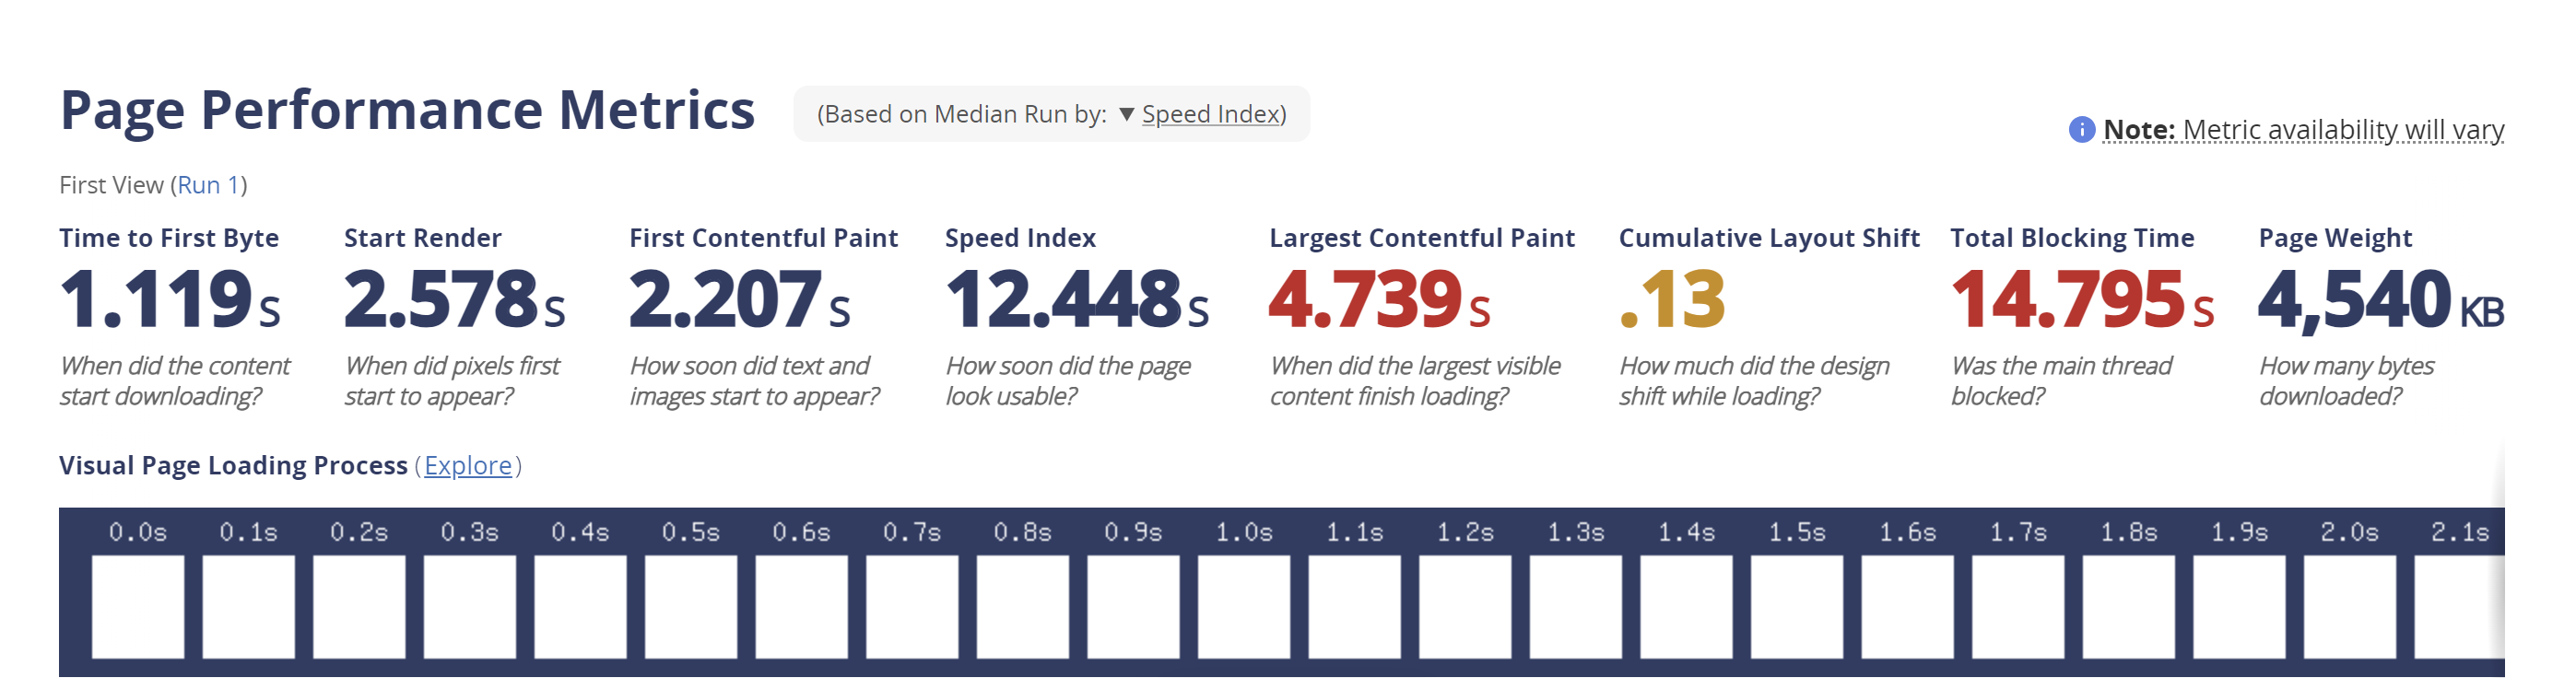 Page Performance Metrics (Based on Median Run by: ▼ Speed Index)
Note: Metric availability will vary
First View (Run 1)
Time to First Byte
1.119 S
When did the content
start downloading?
Start Render
2.578 S
When did pixels first
start to appear?
First Contentful Paint
2.207 S
How soon did text and
images start to appear?
Speed Index
12.448 S
How soon did the page
look usable?
Largest Contentful Paint
4.739 S
When did the largest visible
content finish loading?
Cumulative Layout Shift
.13
How much did the design
shift while loading?
Total Blocking Time
14.795 S
Was the main thread
blocked?
Page Weight
4,540 KB
How many bytes
downloaded?
Visual Page Loading Process (Explore)
0.0s 0.1s 0.2s 0.3s 0.4s 0.5s 0.6s 0.7s 0.8s 0.9s 1.0s 1.1s 1.2s 1.3s 1.4s 1.5s 1.6s 1.7s 1.8s 1.9s 2.0s 2.1s